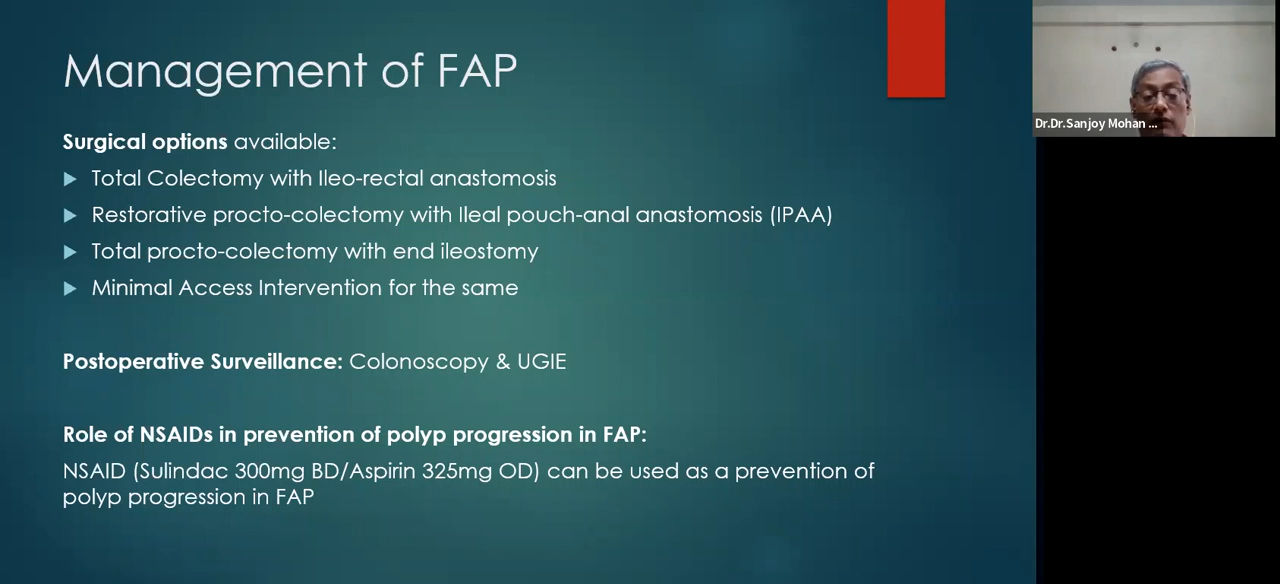 Management of FAP
Surgical options available:
Total Colectomy with Ileo-rectal anastomosis
Restorative procto-colectomy with Ileal pouch-anal anastomosis (IPAA)
Total procto-colectomy with end ileostomy
Minimal Access Intervention for the same
Postoperative Surveillance: Colonoscopy & UGIE
Role of NSAIDs in prevention of polyp progression in FAP:
NSAID (Sulindac 300mg BD/Aspirin 325mg OD) can be used as a prevention of
polyp progression in FAP
Dr.Dr.Sanjoy Mohan ...